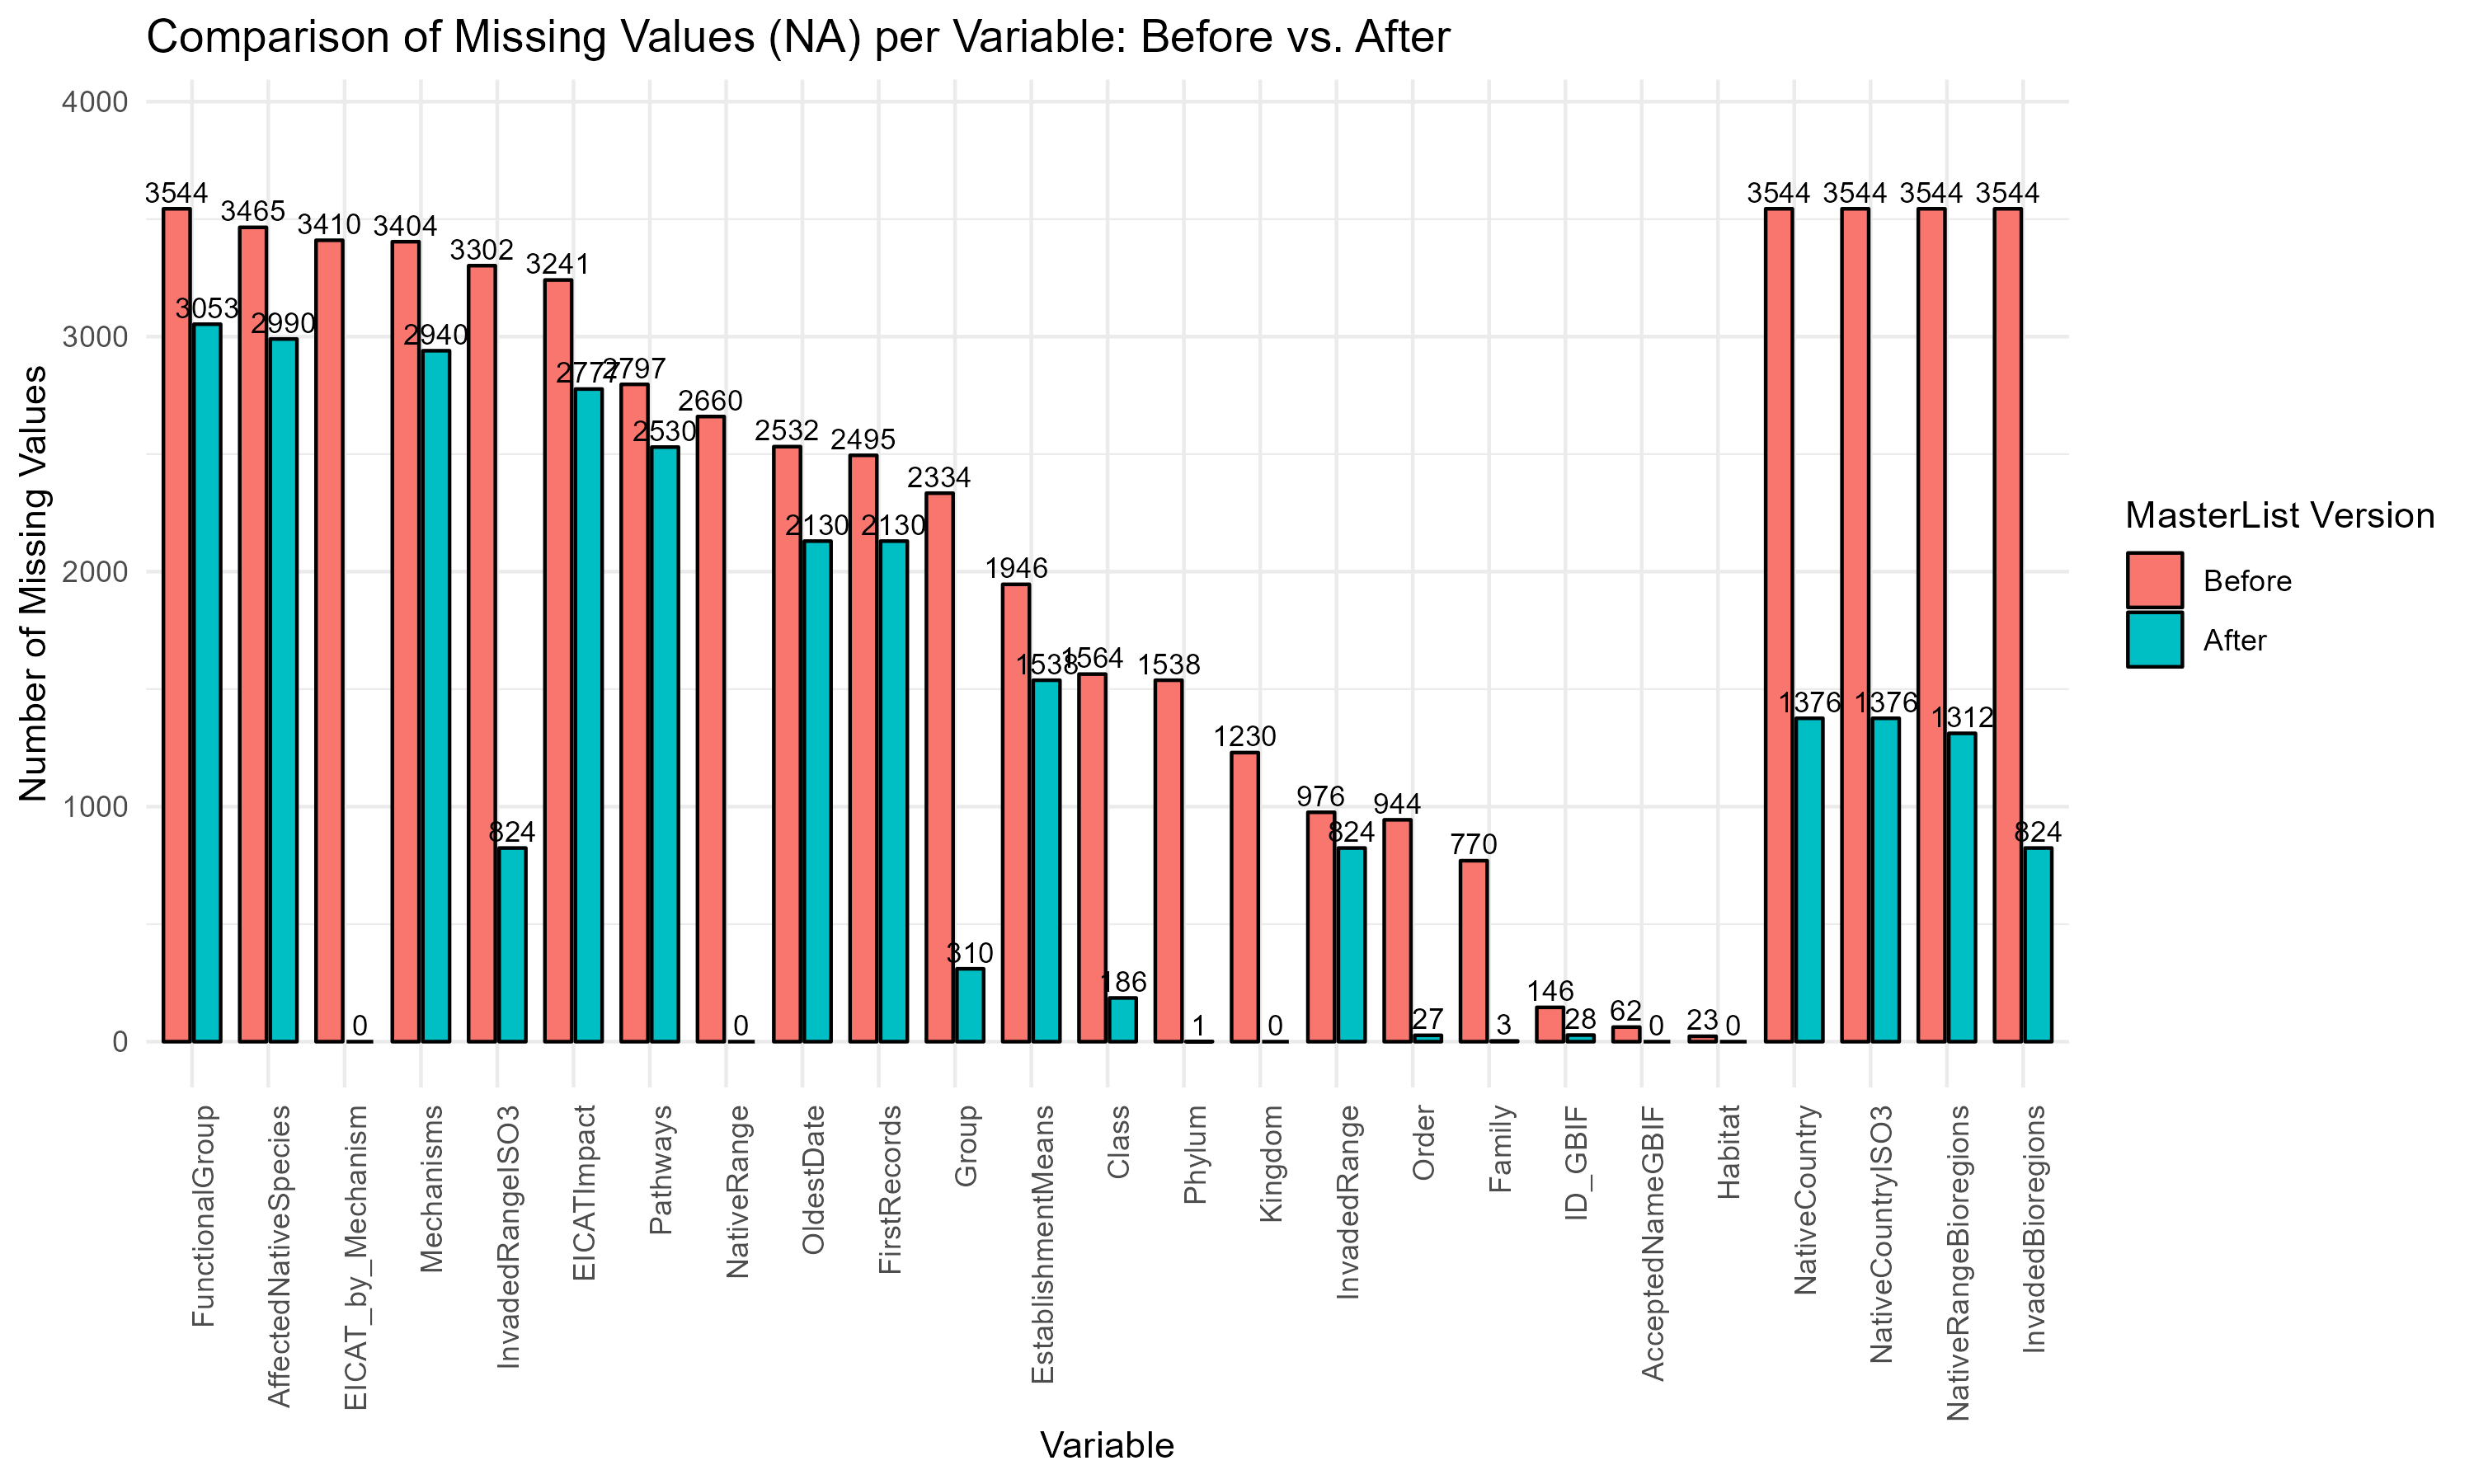 Comparison of Missing Values (NA) per Variable: Before vs. After
Number of Missing Values
4000
3000
2000
1000
0
3544
3053
3465
2990
3410
0
3404
2940
3302
824
3241
2777
2797
2530
2660
0
2532
2130
2495
2130
2334
310
1946
1538
1564
186
1538
1
1230
0
976
824
944
27
770
3
146
28
62
0
23
0
3544
1376
3544
1376
3544
1312
3544
824
FunctionalGroup
AffectedNativeSpecies
EICAT_by_Mechanism
Mechanisms
InvadedRangeISO3
EICATImpact
Pathways
NativeRange
OldestDate
FirstRecords
Group
EstablishmentMeans
Class
Phylum
Kingdom
InvadedRange
Order
Family
ID_GBIF
AcceptedNameGBIF
Habitat
NativeCountry
NativeCountryISO3
NativeRangeBioregions
InvadedBioregions
Variable
MasterList Version
Before
After